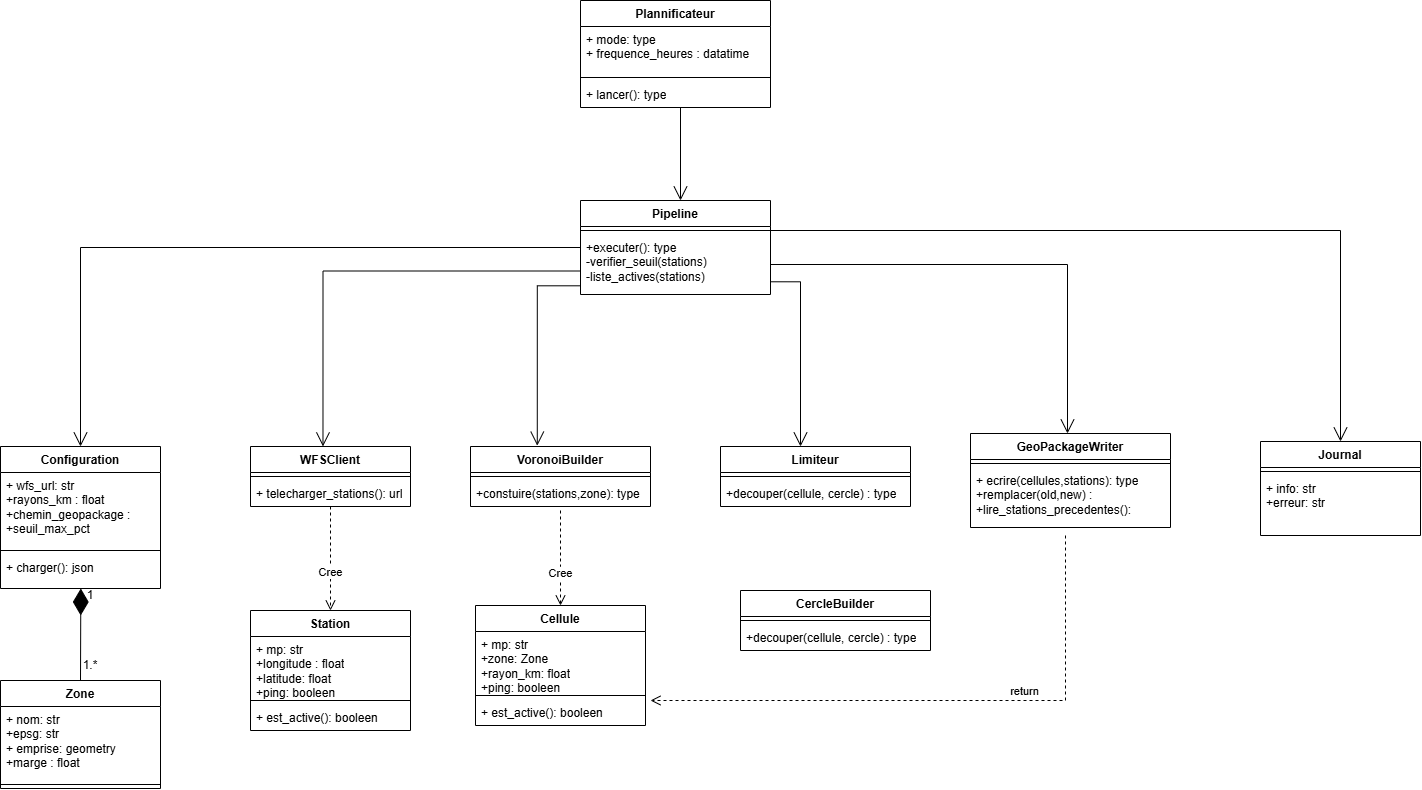 Plannificateur
+ mode: type
+ frequence_heures : datatime
+ lancer(): type
Pipeline
+executer(): type
-verifier_seuil(stations)
-liste_actives(stations)
Configuration
+ wfs_url: str
+rayons_km : float
+chemin_geopackage :
+seuil_max_pct
+ charger(): json
WFSClient
+ telecharger_stations(): url
VoronoiBuilder
+constuire(stations,zone): type
Limiteur
+decouper(cellule, cercle) : type
GeoPackageWriter
+ ecrire(cellules,stations): type
+remplacer(old,new) :
+lire_stations_precedentes():
Journal
+ info: str
+erreur: str
1
1.*
Zone
+ nom: str
+epsg: str
+ emprise: geometry
+marge : float
Cree
Station
+ mp: str
+longitude : float
+latitude: float
+ping: booleen
+ est_active(): booleen
Cree
Cellule
+ mp: str
+zone: Zone
+rayon_km: float
+ping: booleen
+ est_active(): booleen
CercleBuilder
+decouper(cellule, cercle) : type
return